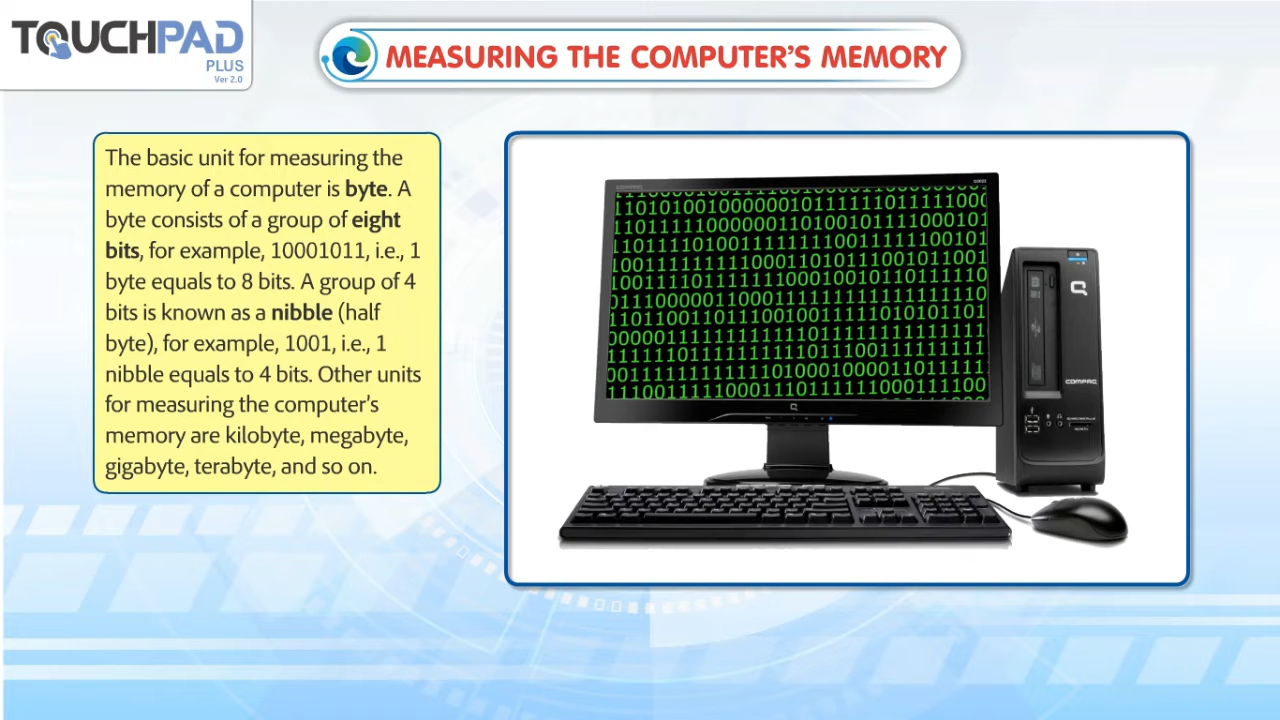 TOUCHPAD
PLUS
Ver 2.0
MEASURING THE COMPUTER'S MEMORY
The basic unit for measuring the
memory of a computer is byte. A
byte consists of a group of eight
bits, for example, 10001011, i.e., 1
byte equals to 8 bits. A group of 4
bits is known as a nibble (half
byte), for example, 1001, i.e., 1
nibble equals to 4 bits. Other units
for measuring the computer's
memory are kilobyte, megabyte,
gigabyte, terabyte, and so on.
COMPAQ